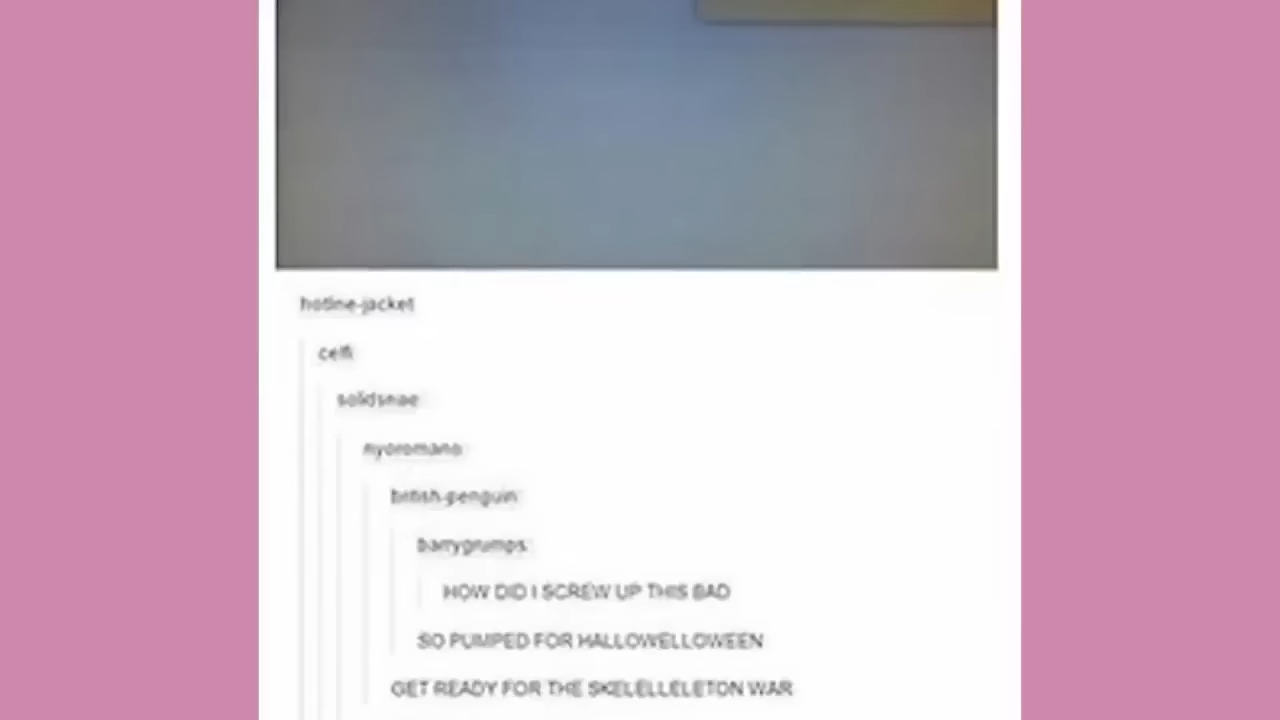 hotline-jacket
celfi
solidsnae
nyoromano
british-penguin
barrygrumps
HOW DID I SCREW UP THIS BAD
SO PUMPED FOR HALLOWELLOWEEN
GET READY FOR THE SKELELLELETON WAR